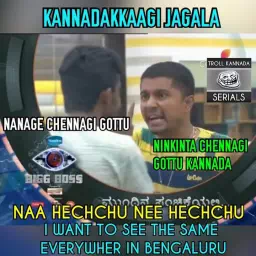 KANNADAKKAAGI JAGALA
TROLL KANNADA
SERIALS
NANAGE CHENNAGI GOTTU
NINKINTA CHENNAGI
GOTTU KANNADA
BIGG BOSS
ಮುಂದಿನ ಸಂಚಿಕೆಯಲ್ಲಿ
NAA HECHCHU NEE HECHCHU
I WANT TO SEE THE SAME
EVERYWHER IN BENGALURU